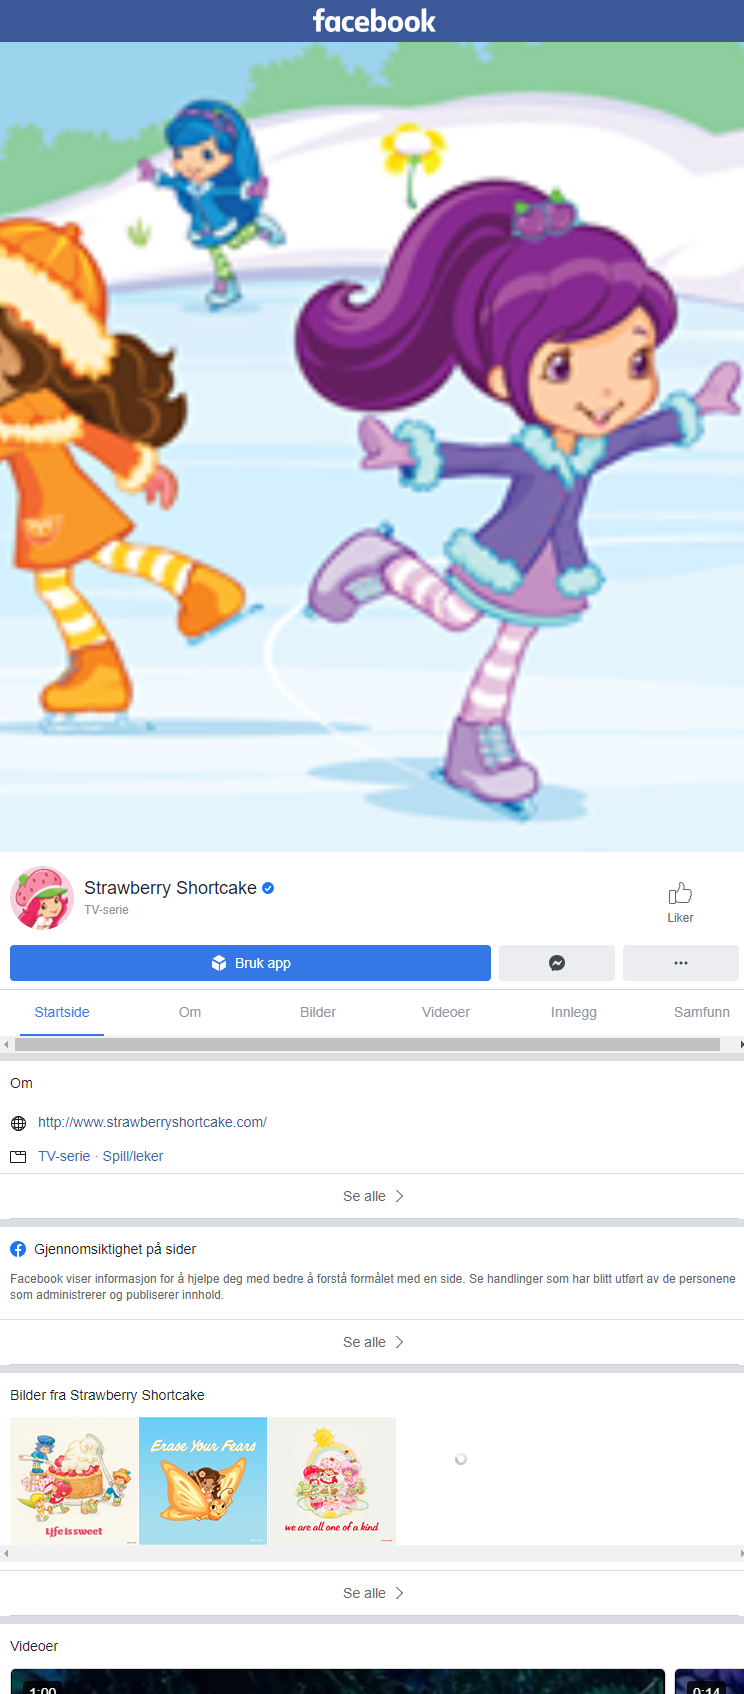 facebook
Strawberry Shortcake
TV-serie
Liker
Bruk app
Startside
Om
Bilder
Videoer
Innlegg
Samfunn
Om
http://www.strawberryshortcake.com/
TV-serie · Spill/leker
Se alle
Gjennomsiktighet på sider
Facebook viser informasjon for å hjelpe deg med bedre å forstå formålet med en side. Se handlinger som har blitt utført av de personene
som administrerer og publiserer innhold.
Se alle
Bilder fra Strawberry Shortcake
Life is sweet
Erase Your Fears
we are all one of a kind
Se alle
Videoer
1:00
0:14